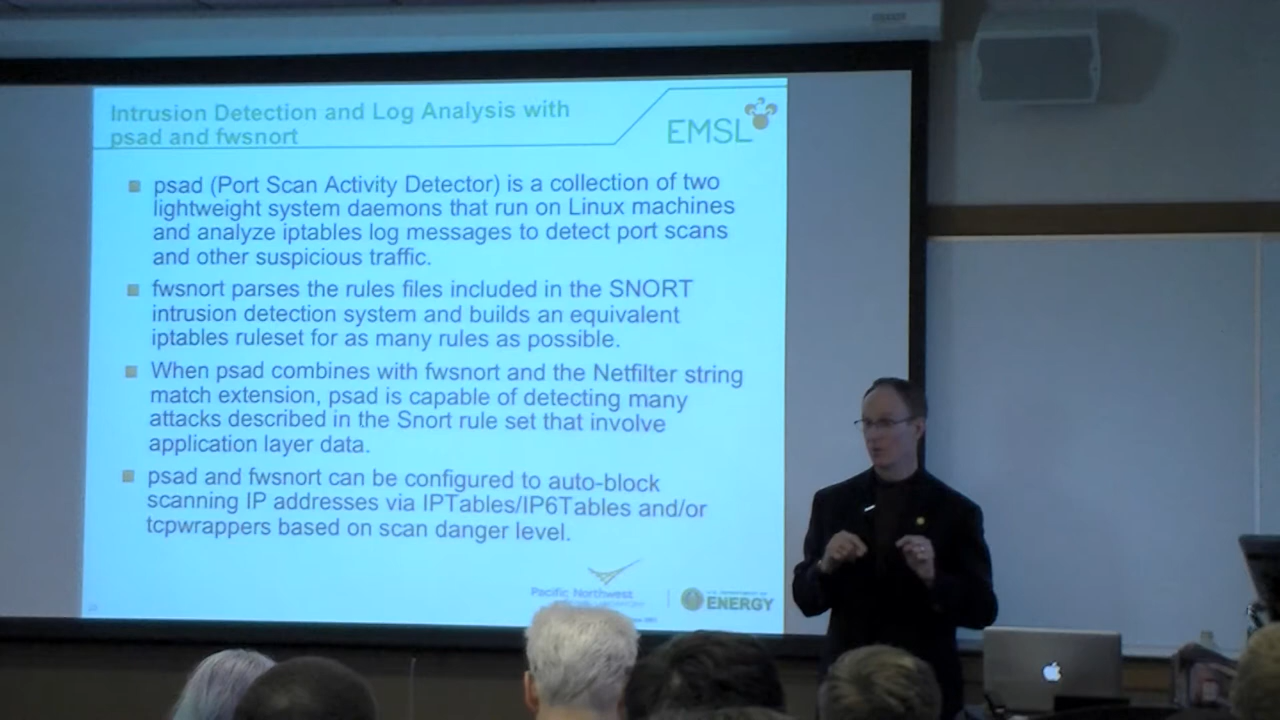 Intrusion Detection and Log Analysis with
psad and fwsnort
EMSL
psad (Port Scan Activity Detector) is a collection of two
lightweight system daemons that run on Linux machines
and analyze iptables log messages to detect port scans
and other suspicious traffic.
fwsnort parses the rules files included in the SNORT
intrusion detection system and builds an equivalent
iptables ruleset for as many rules as possible.
When psad combines with fwsnort and the Netfilter string
match extension, psad is capable of detecting many
attacks described in the Snort rule set that involve
application layer data.
psad and fwsnort can be configured to auto-block
scanning IP addresses via IPTables/IP6Tables and/or
tcpwrappers based on scan danger level.
Pacific Northwest
ENERGY